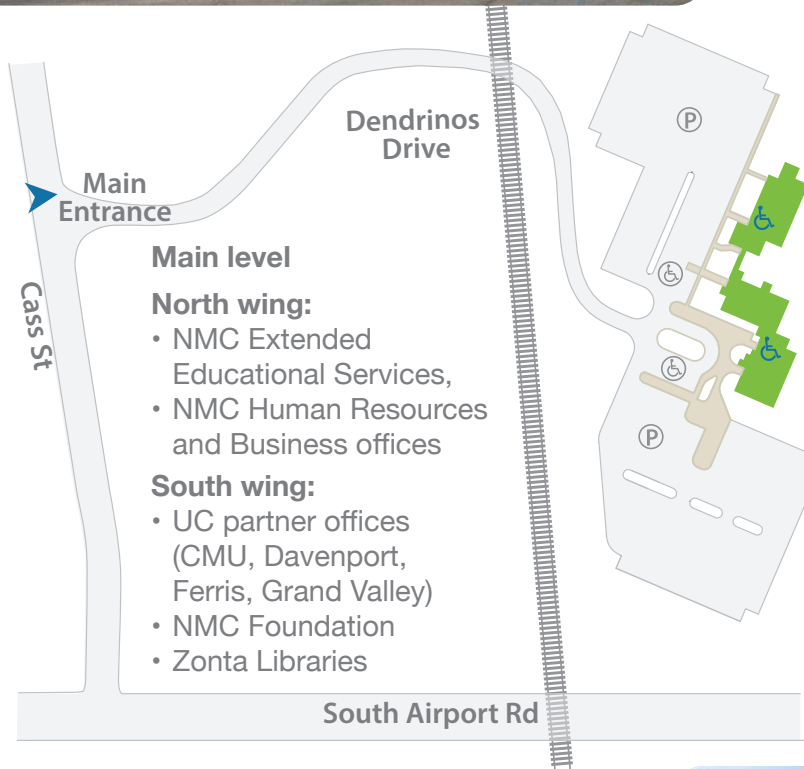 Dendrinos
Drive
P
Main
Entrance
Cass St
Main level
North wing:
• NMC Extended
Educational Services,
• NMC Human Resources
and Business offices
South wing:
• UC partner offices
(CMU, Davenport,
Ferris, Grand Valley)
• NMC Foundation
• Zonta Libraries
P
South Airport Rd